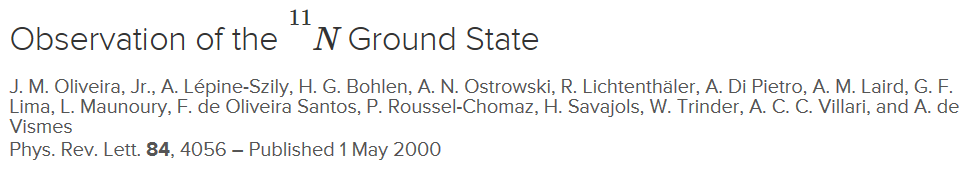 Observation of the ¹¹N Ground State
J. M. Oliveira, Jr., A. Lépine-Szily, H. G. Bohlen, A. N. Ostrowski, R. Lichtenthäler, A. Di Pietro, A. M. Laird, G. F.
Lima, L. Maunoury, F. de Oliveira Santos, P. Roussel-Chomaz, H. Savajols, W. Trinder, A. C. C. Villari, and A. de
Vismes
Phys. Rev. Lett. 84, 4056 – Published 1 May 2000